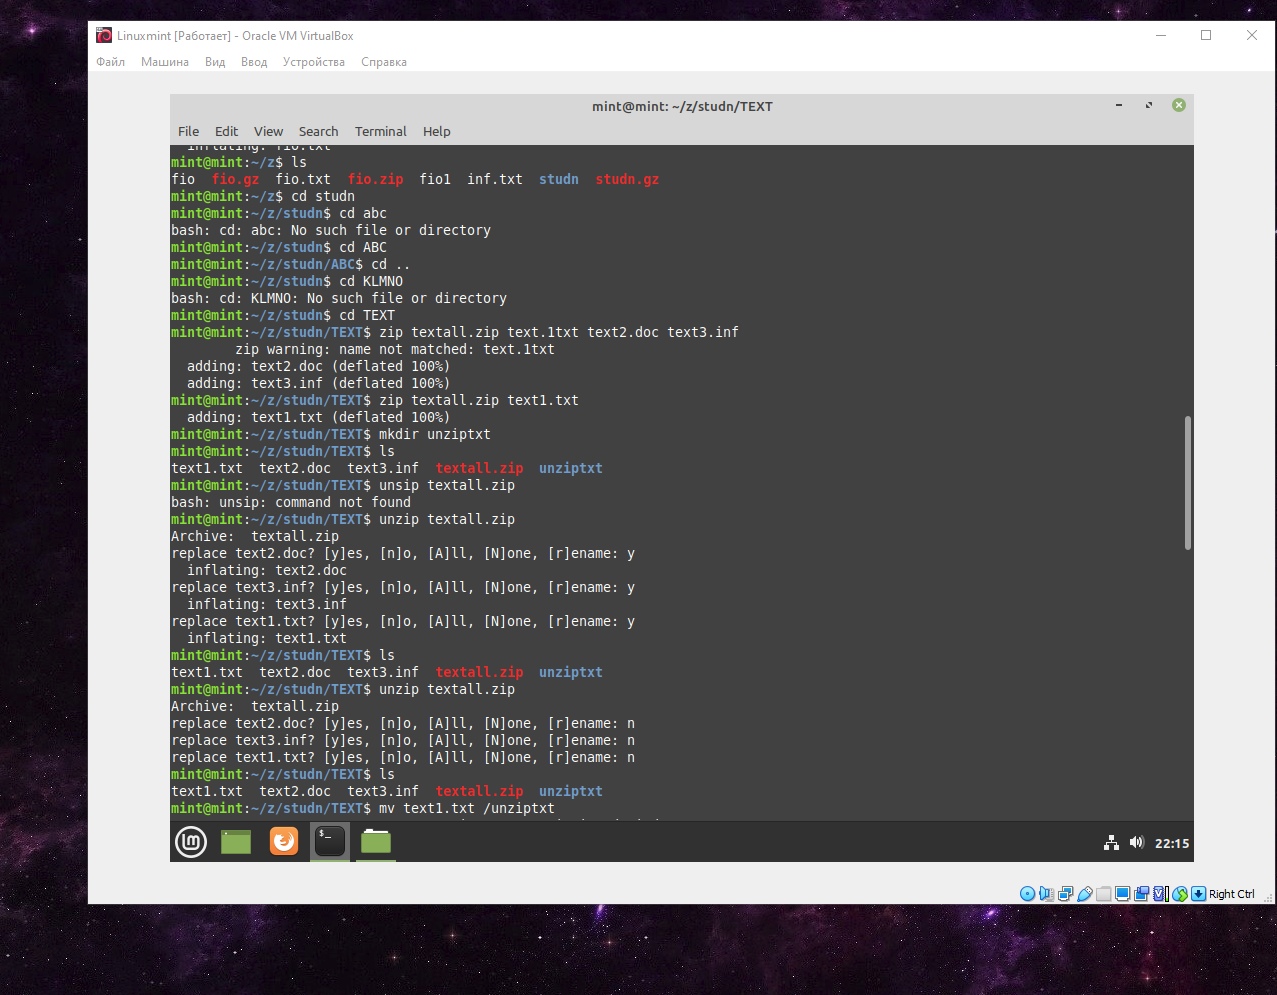 Linuxmint [Работает] - Oracle VM VirtualBox
Файл Машина Вид Ввод Устройства Справка
mint@mint: ~/z/studn/TEXT
File Edit View Search Terminal Help
inflating: fio.txt
mint@mint:~/z$ ls
fio fio.gz fio.txt fio.zip fio1 inf.txt studn studn.gz
mint@mint:~/z$ cd studn
mint@mint:~/z/studn$ cd abc
bash: cd: abc: No such file or directory
mint@mint:~/z/studn$ cd ABC
mint@mint:~/z/studn/ABC$ cd ..
mint@mint:~/z/studn$ cd KLMNO
bash: cd: KLMNO: No such file or directory
mint@mint:~/z/studn$ cd TEXT
mint@mint:~/z/studn/TEXT$ zip textall.zip text.1txt text2.doc text3.inf
zip warning: name not matched: text.1txt
adding: text2.doc (deflated 100%)
adding: text3.inf (deflated 100%)
mint@mint:~/z/studn/TEXT$ zip textall.zip text1.txt
adding: text1.txt (deflated 100%)
mint@mint:~/z/studn/TEXT$ mkdir unziptxt
mint@mint:~/z/studn/TEXT$ ls
text1.txt text2.doc text3.inf textall.zip unziptxt
mint@mint:~/z/studn/TEXT$ unsip textall.zip
bash: unsip: command not found
mint@mint:~/z/studn/TEXT$ unzip textall.zip
Archive: textall.zip
replace text2.doc? [y]es, [n]o, [A]ll, [N]one, [r]ename: y
inflating: text2.doc
replace text3.inf? [y]es, [n]o, [A]ll, [N]one, [r]ename: y
inflating: text3.inf
replace text1.txt? [y]es, [n]o, [A]ll, [N]one, [r]ename: y
inflating: text1.txt
mint@mint:~/z/studn/TEXT$ ls
text1.txt text2.doc text3.inf textall.zip unziptxt
mint@mint:~/z/studn/TEXT$ unzip textall.zip
Archive: textall.zip
replace text2.doc? [y]es, [n]o, [A]ll, [N]one, [r]ename: n
replace text3.inf? [y]es, [n]o, [A]ll, [N]one, [r]ename: n
replace text1.txt? [y]es, [n]o, [A]ll, [N]one, [r]ename: n
mint@mint:~/z/studn/TEXT$ ls
text1.txt text2.doc text3.inf textall.zip unziptxt
mint@mint:~/z/studn/TEXT$ mv text1.txt /unziptxt
22:15
Right Ctrl